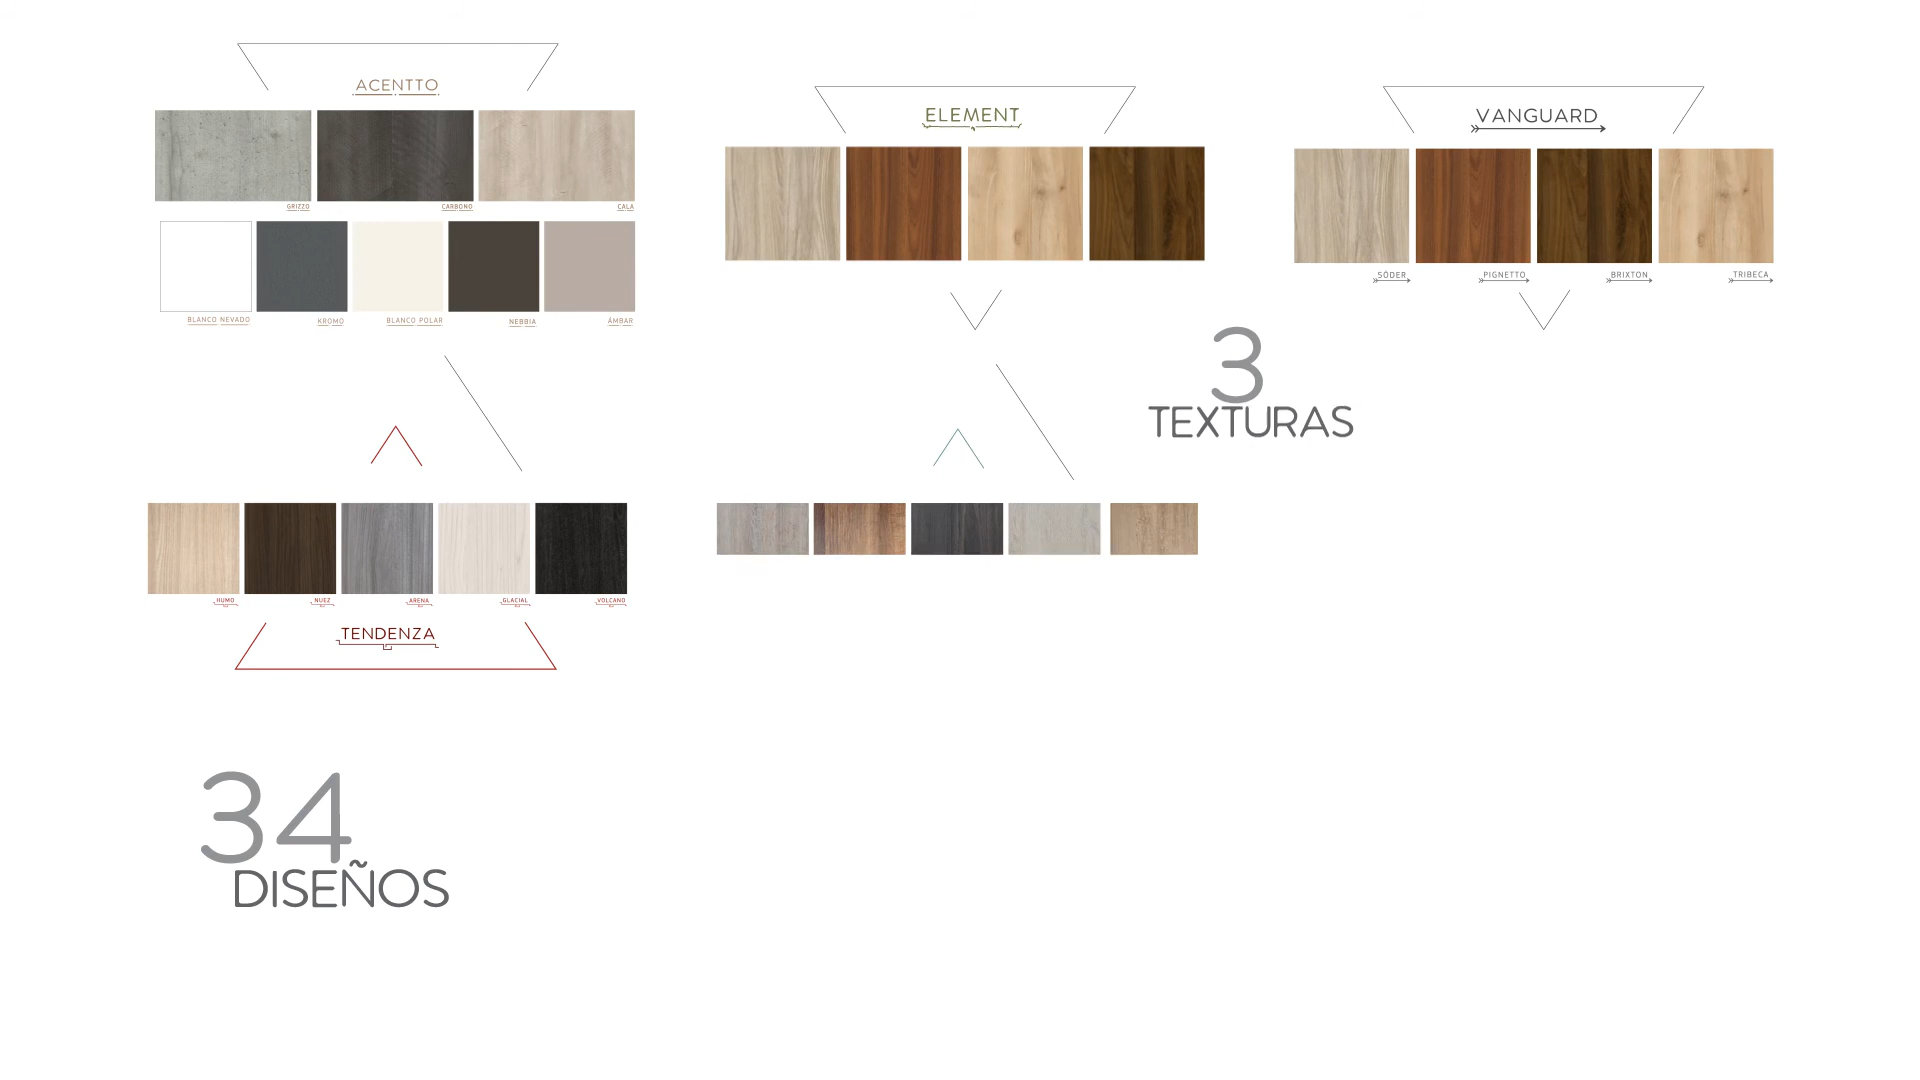 ACENTTO
GRIZZO
CARBONO
CALA
BLANCO NEVADO
KROMO
BLANCO POLAR
NEBBIA
ÁMBAR
ELEMENT
VANGUARD
SÖDER
PIGNETTO
BRIXTON
TRIBECA
3
TEXTURAS
HUMO
NUEZ
ARENA
GLACIAL
VOLCANO
TENDENZA
34
DISEÑOS